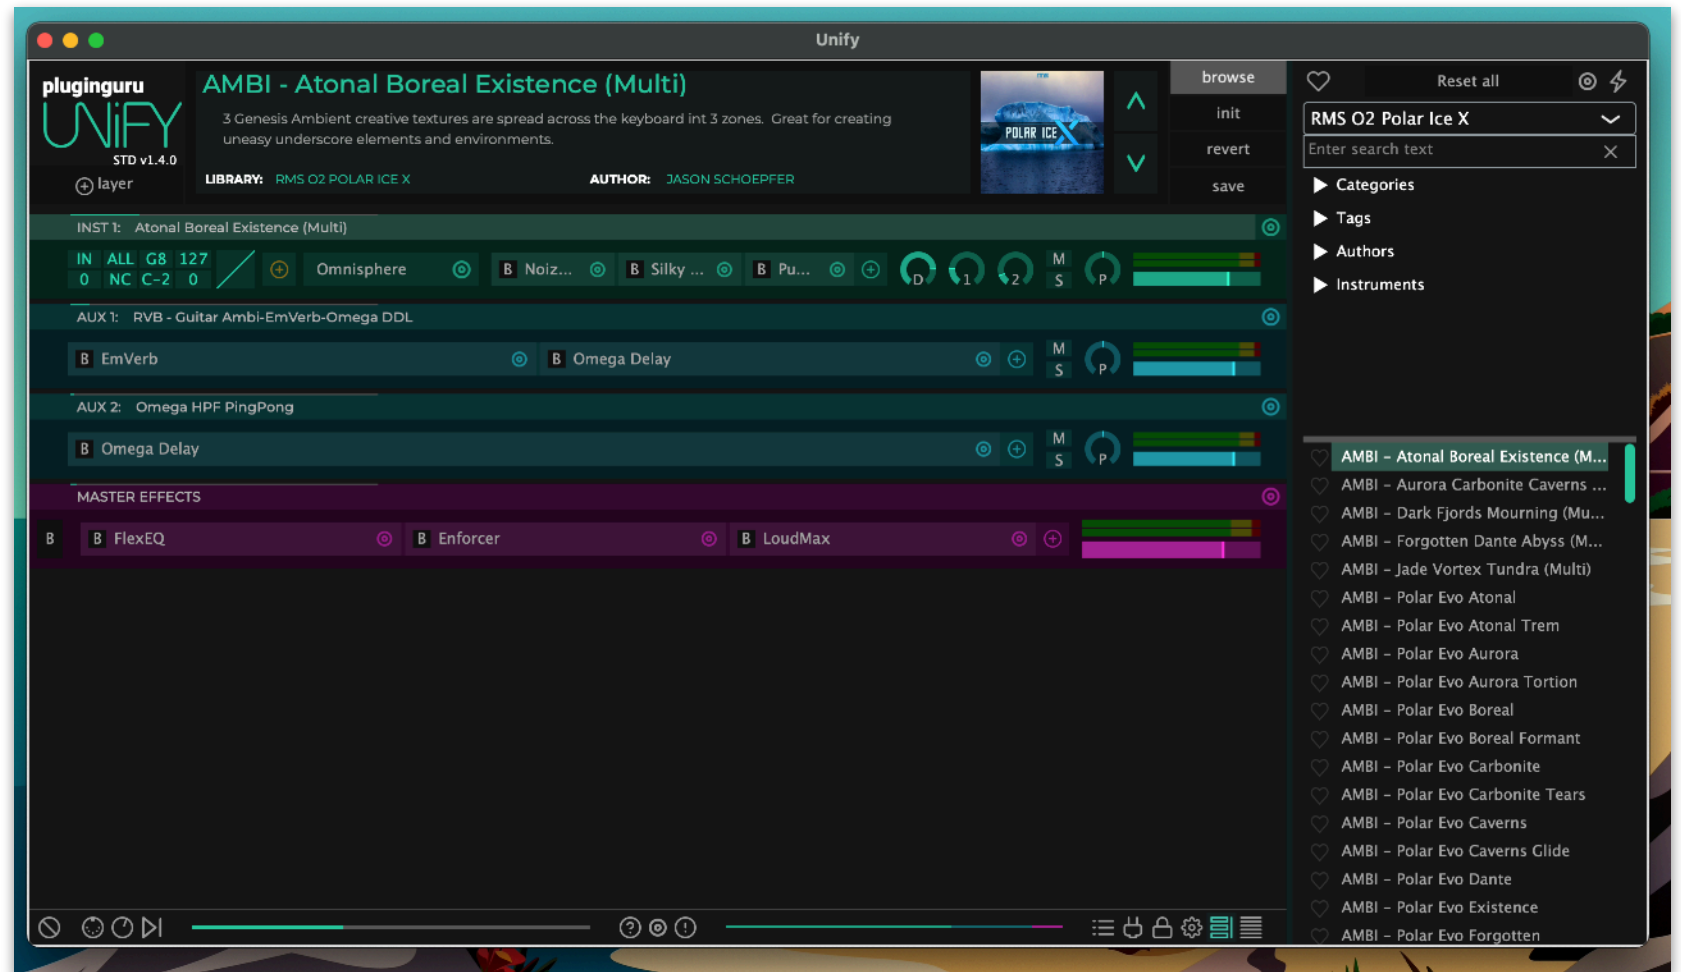 Unify
pluginguru
UNiFY
STD v1.4.0
layer
AMBI - Atonal Boreal Existence (Multi)
3 Genesis Ambient creative textures are spread across the keyboard int 3 zones.  Great for creating
uneasy underscore elements and environments.
LIBRARY: RMS O2 POLAR ICE X
AUTHOR: JASON SCHOEPFER
POLAR ICE X
browse
init
revert
save
INST 1: Atonal Boreal Existence (Multi)
IN ALL G8 127
0 NC C-2 0
Omnisphere
B Noiz...
B Silky ...
B Pu...
D 1 2
M
S
P
AUX 1: RVB - Guitar Ambi-EmVerb-Omega DDL
B EmVerb
B Omega Delay
M
S
P
AUX 2: Omega HPF PingPong
B Omega Delay
M
S
P
MASTER EFFECTS
B
B FlexEQ
B Enforcer
B LoudMax
Reset all
RMS O2 Polar Ice X
Enter search text
Categories
Tags
Authors
Instruments
AMBI – Atonal Boreal Existence (M...
AMBI – Aurora Carbonite Caverns ...
AMBI – Dark Fjords Mourning (Mu...
AMBI – Forgotten Dante Abyss (M...
AMBI – Jade Vortex Tundra (Multi)
AMBI – Polar Evo Atonal
AMBI – Polar Evo Atonal Trem
AMBI – Polar Evo Aurora
AMBI – Polar Evo Aurora Tortion
AMBI – Polar Evo Boreal
AMBI – Polar Evo Boreal Formant
AMBI – Polar Evo Carbonite
AMBI – Polar Evo Carbonite Tears
AMBI – Polar Evo Caverns
AMBI – Polar Evo Caverns Glide
AMBI – Polar Evo Dante
AMBI – Polar Evo Existence
AMBI – Polar Evo Forgotten